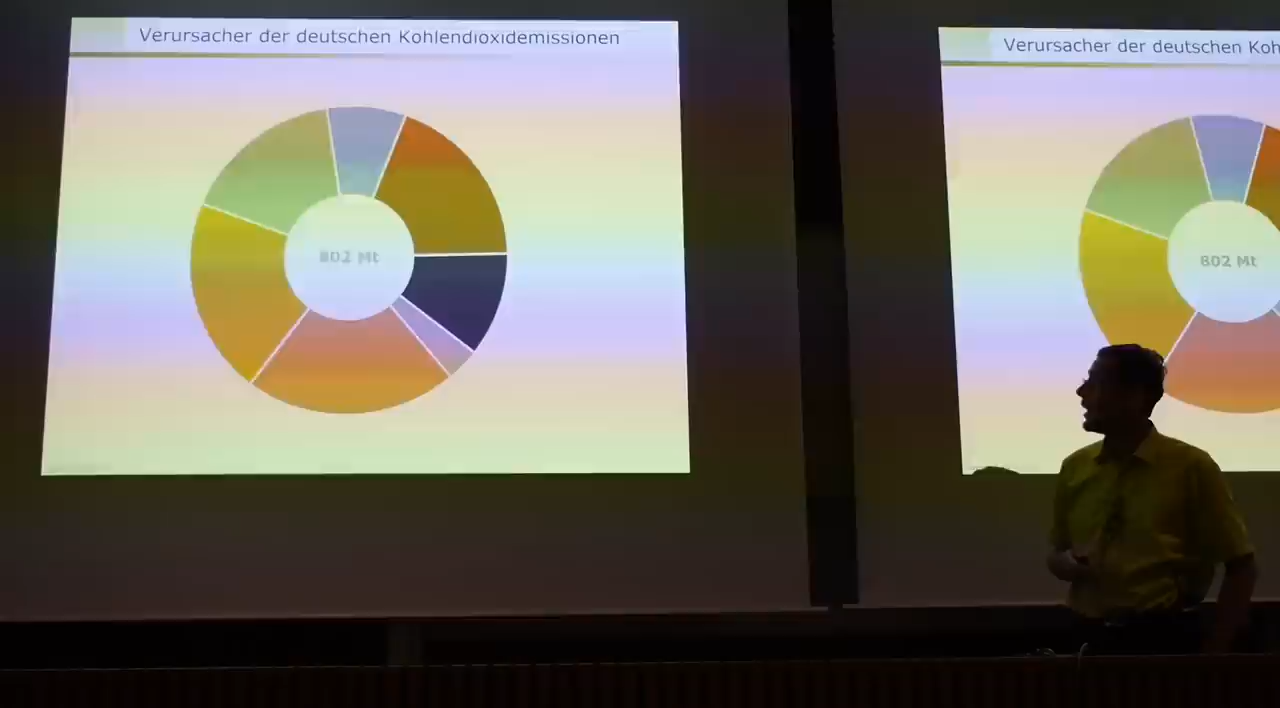 Verursacher der deutschen Kohlendioxidemissionen
802 Mt
Verursacher der deutschen Koh
802 Mt